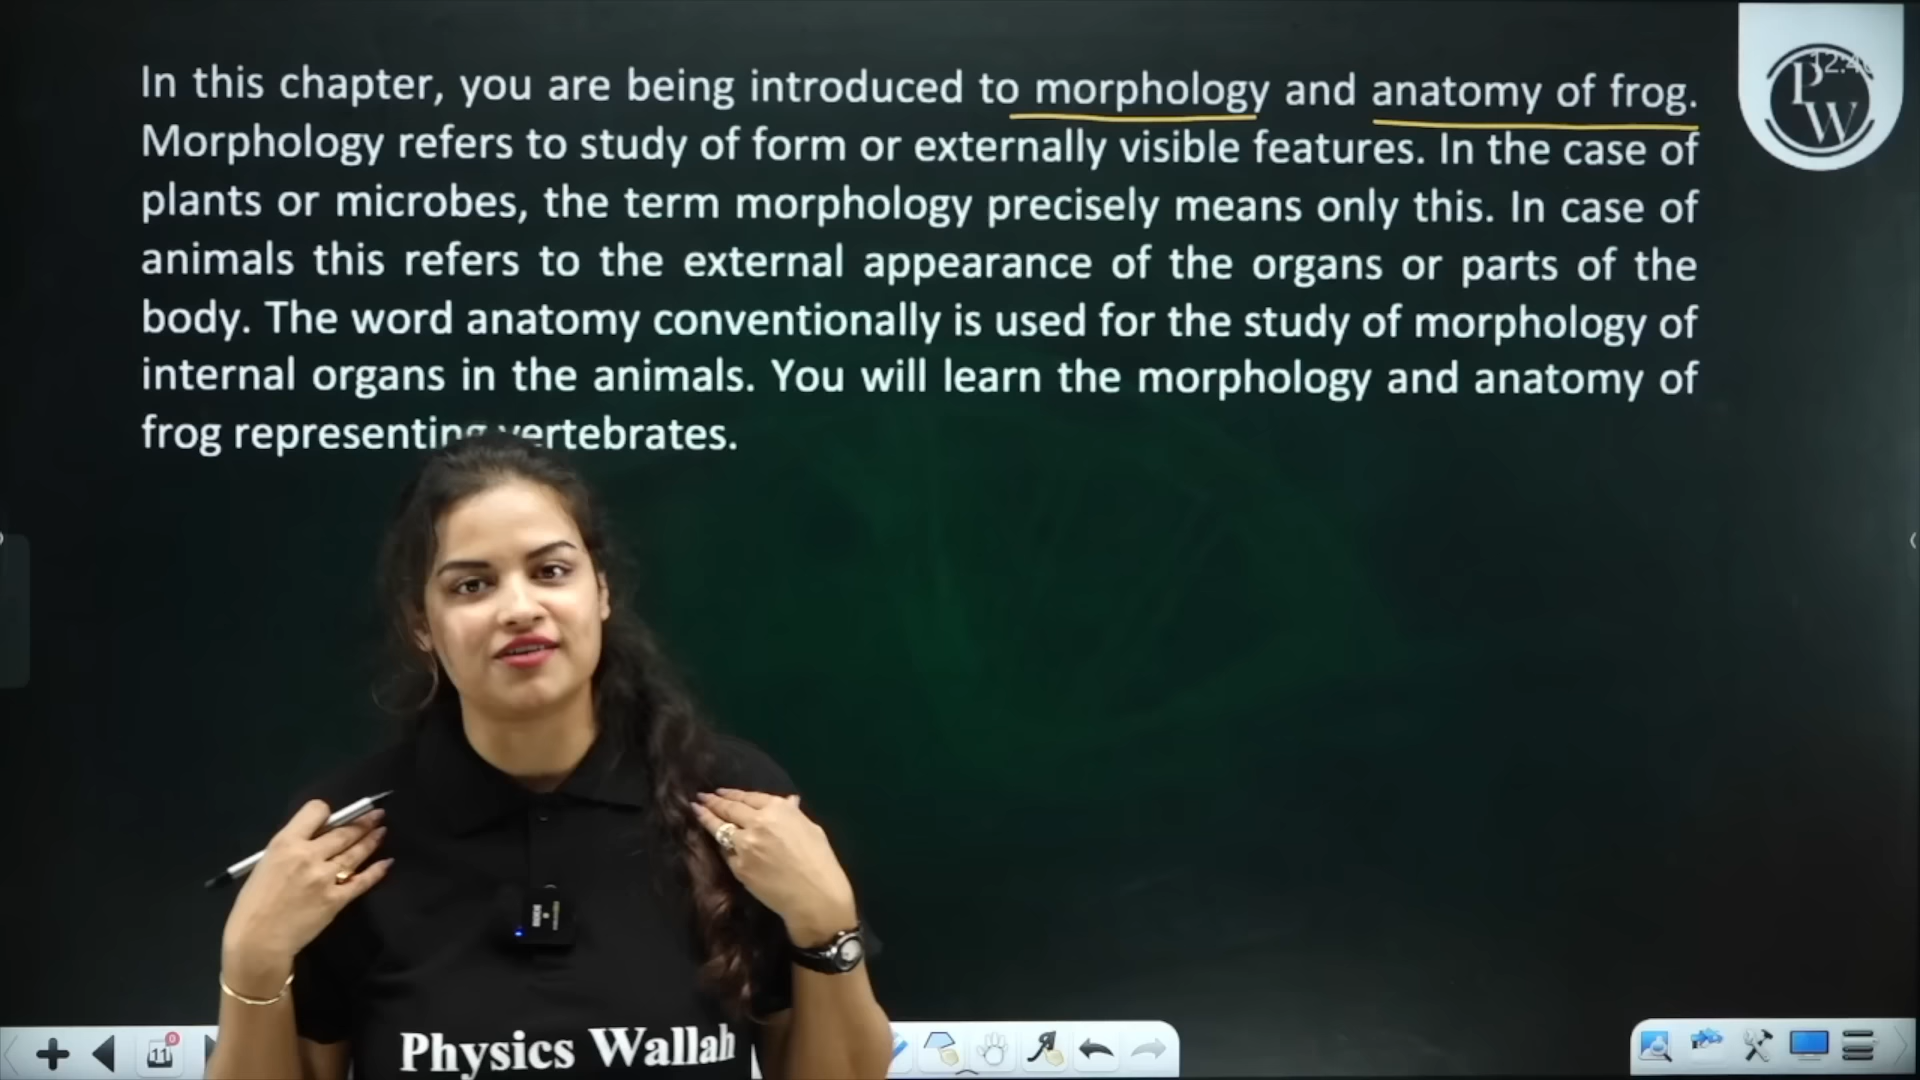 In this chapter, you are being introduced to morphology and anatomy of frog.
Morphology refers to study of form or externally visible features. In the case of
plants or microbes, the term morphology precisely means only this. In case of
animals this refers to the external appearance of the organs or parts of the
body. The word anatomy conventionally is used for the study of morphology of
internal organs in the animals. You will learn the morphology and anatomy of
frog representing vertebrates.
PW
Physics Wallah
11
0